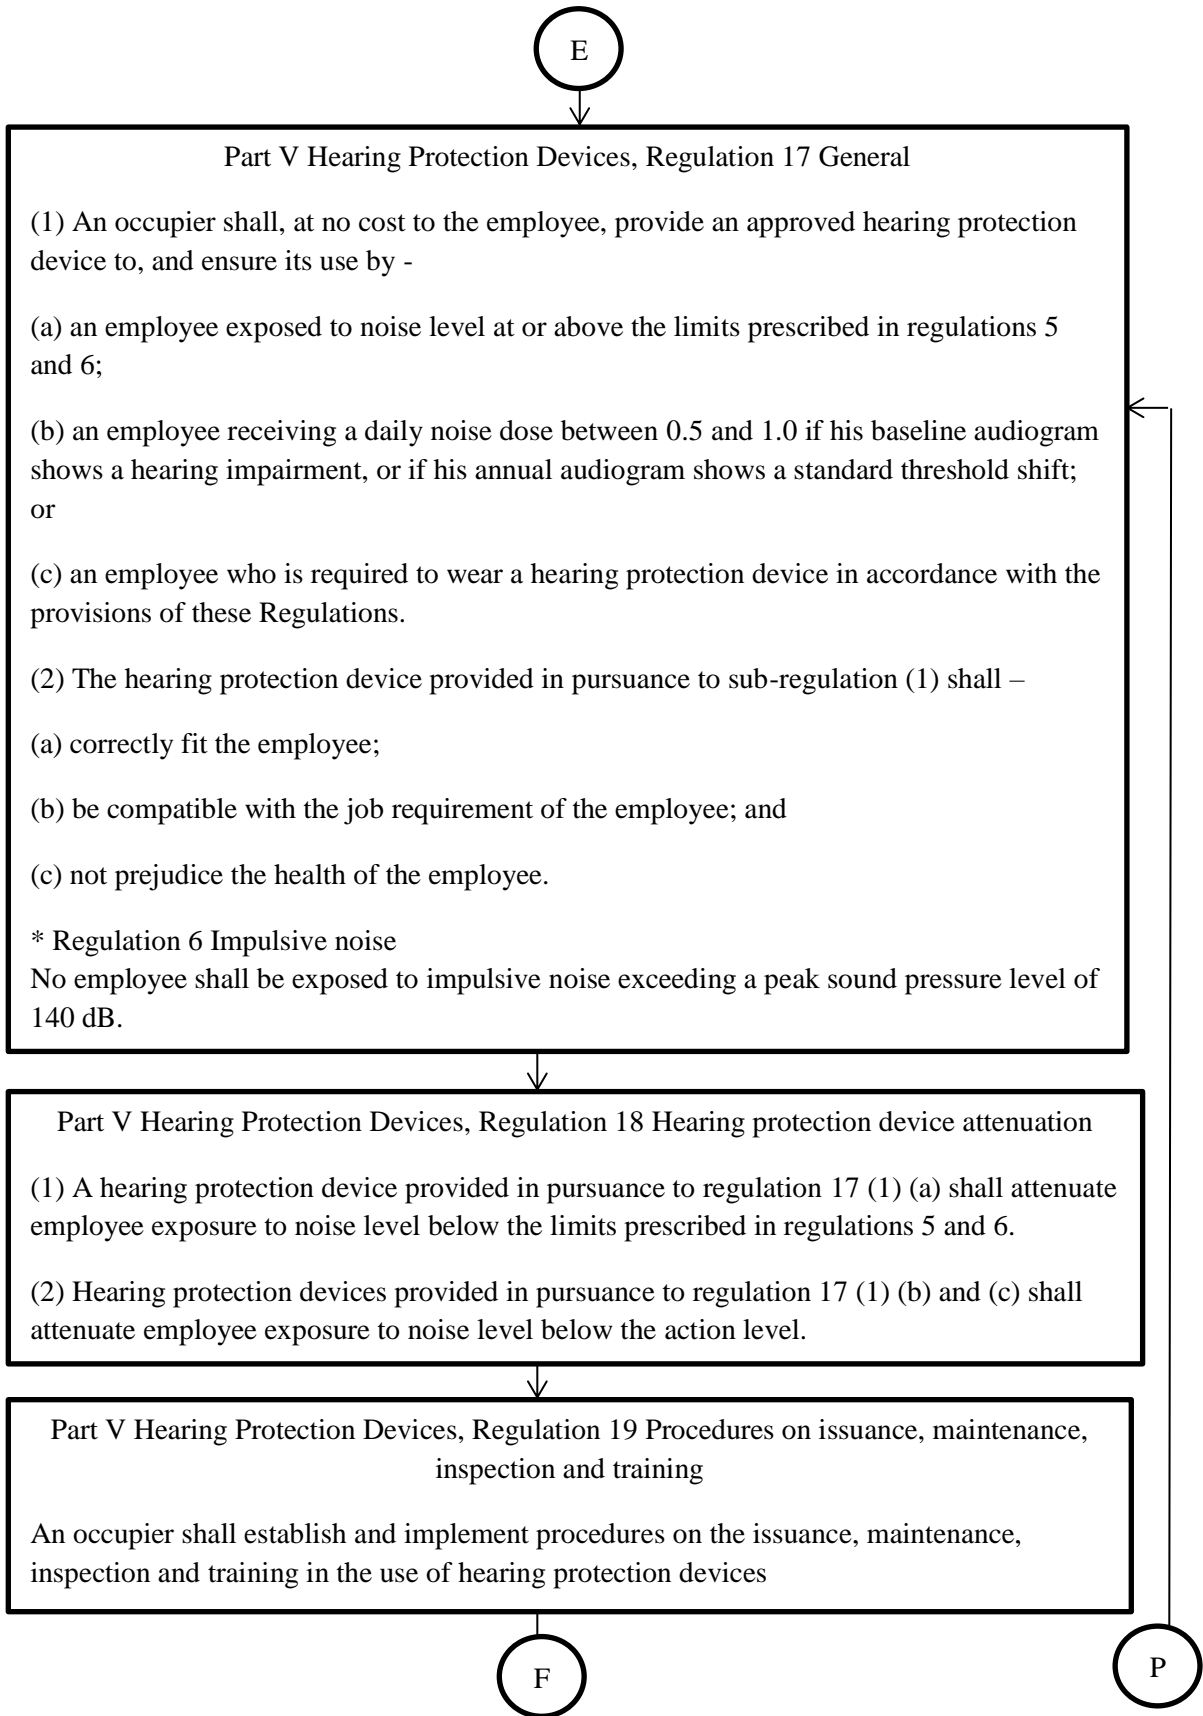 E
Part V Hearing Protection Devices, Regulation 17 General
(1) An occupier shall, at no cost to the employee, provide an approved hearing protection
device to, and ensure its use by -
(a) an employee exposed to noise level at or above the limits prescribed in regulations 5
and 6;
(b) an employee receiving a daily noise dose between 0.5 and 1.0 if his baseline audiogram
shows a hearing impairment, or if his annual audiogram shows a standard threshold shift;
or
(c) an employee who is required to wear a hearing protection device in accordance with the
provisions of these Regulations.
(2) The hearing protection device provided in pursuance to sub-regulation (1) shall –
(a) correctly fit the employee;
(b) be compatible with the job requirement of the employee; and
(c) not prejudice the health of the employee.
* Regulation 6 Impulsive noise
No employee shall be exposed to impulsive noise exceeding a peak sound pressure level of
140 dB.
Part V Hearing Protection Devices, Regulation 18 Hearing protection device attenuation
(1) A hearing protection device provided in pursuance to regulation 17 (1) (a) shall attenuate
employee exposure to noise level below the limits prescribed in regulations 5 and 6.
(2) Hearing protection devices provided in pursuance to regulation 17 (1) (b) and (c) shall
attenuate employee exposure to noise level below the action level.
Part V Hearing Protection Devices, Regulation 19 Procedures on issuance, maintenance,
inspection and training
An occupier shall establish and implement procedures on the issuance, maintenance,
inspection and training in the use of hearing protection devices
F
P